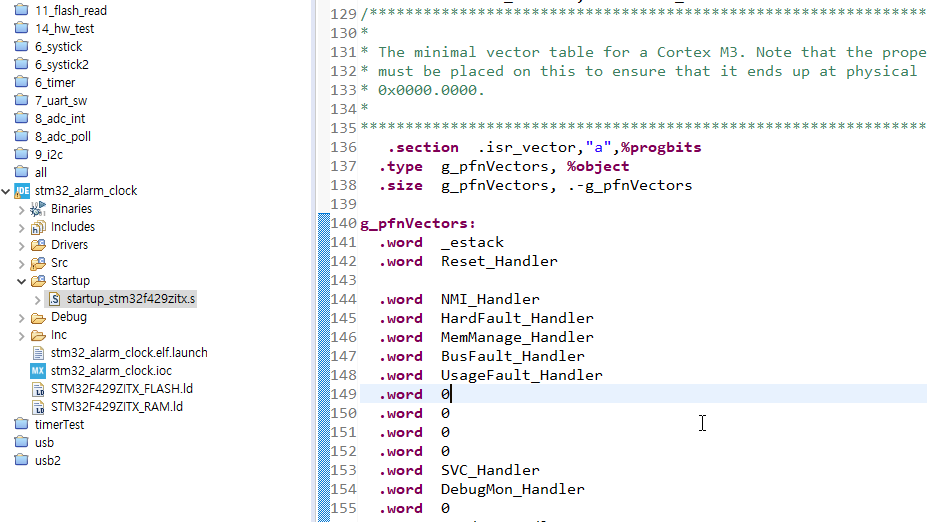 11_flash_read
14_hw_test
6_systick
6_systick2
6_timer
7_uart_sw
8_adc_int
8_adc_poll
9_i2c
all
IDE stm32_alarm_clock
Binaries
Includes
Drivers
Src
Startup
.S startup_stm32f429zitx.s
Debug
Inc
stm32_alarm_clock.elf.launch
MX stm32_alarm_clock.ioc
STM32F429ZITX_FLASH.ld
STM32F429ZITX_RAM.ld
timerTest
usb
usb2
129 /***************************************************************
130 *
131 * The minimal vector table for a Cortex M3. Note that the prope
132 * must be placed on this to ensure that it ends up at physical
133 * 0x0000.0000.
134 *
135 ****************************************************************
136 .section .isr_vector,"a",%progbits
137 .type g_pfnVectors, %object
138 .size g_pfnVectors, .-g_pfnVectors
139
140 g_pfnVectors:
141 .word _estack
142 .word Reset_Handler
143
144 .word NMI_Handler
145 .word HardFault_Handler
146 .word MemManage_Handler
147 .word BusFault_Handler
148 .word UsageFault_Handler
149 .word 0
150 .word 0
151 .word 0
152 .word 0
153 .word SVC_Handler
154 .word DebugMon_Handler
155 .word 0